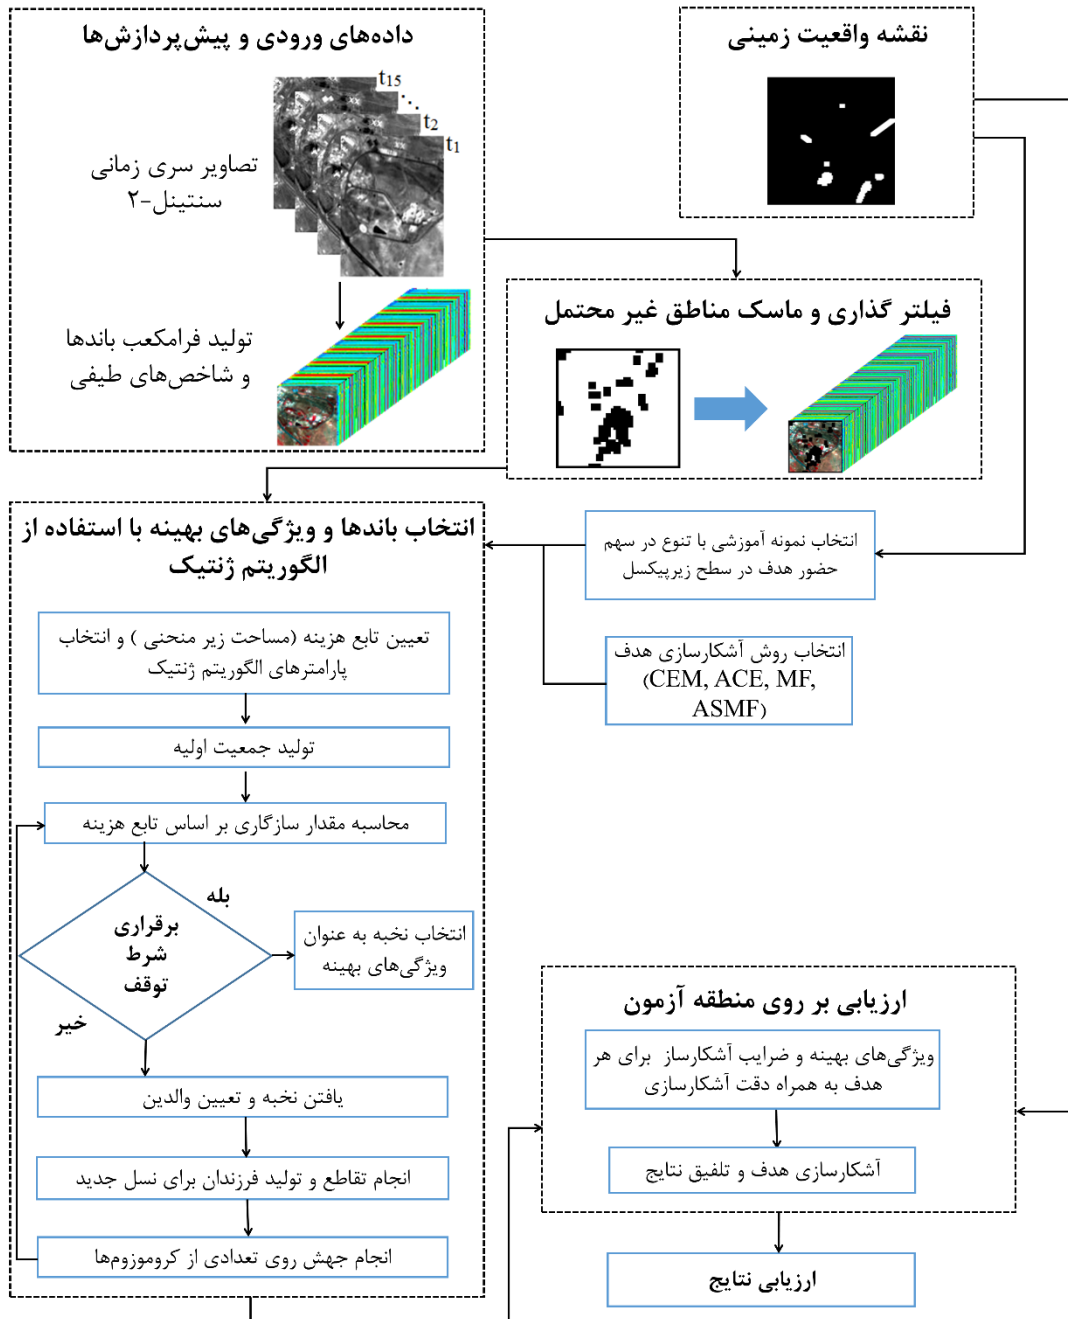 داده‌های ورودی و پیش‌پردازش‌ها
t15
t2
t1
تصاویر سری زمانی
سنتینل-۲
تولید فرامکعب باندها
و شاخص‌های طیفی
نقشه واقعیت زمینی
فیلتر گذاری و ماسک مناطق غیر محتمل
انتخاب نمونه آموزشی با تنوع در سهم
حضور هدف در سطح زیرپیکسل
انتخاب روش آشکارسازی هدف
(CEM, ACE, MF,
ASMF)
انتخاب باندها و ویژگی‌های بهینه با استفاده از
الگوریتم ژنتیک
تعیین تابع هزینه (مساحت زیر منحنی ) و انتخاب
پارامترهای الگوریتم ژنتیک
تولید جمعیت اولیه
محاسبه مقدار سازگاری بر اساس تابع هزینه
بله
برقراری
شرط
توقف
خیر
انتخاب نخبه به عنوان
ویژگی‌های بهینه
یافتن نخبه و تعیین والدین
انجام تقاطع و تولید فرزندان برای نسل جدید
انجام جهش روی تعدادی از کروموزوم‌ها
ارزیابی بر روی منطقه آزمون
ویژگی‌های بهینه و ضرایب آشکارساز برای هر
هدف به همراه دقت آشکارسازی
آشکارسازی هدف و تلفیق نتایج
ارزیابی نتایج